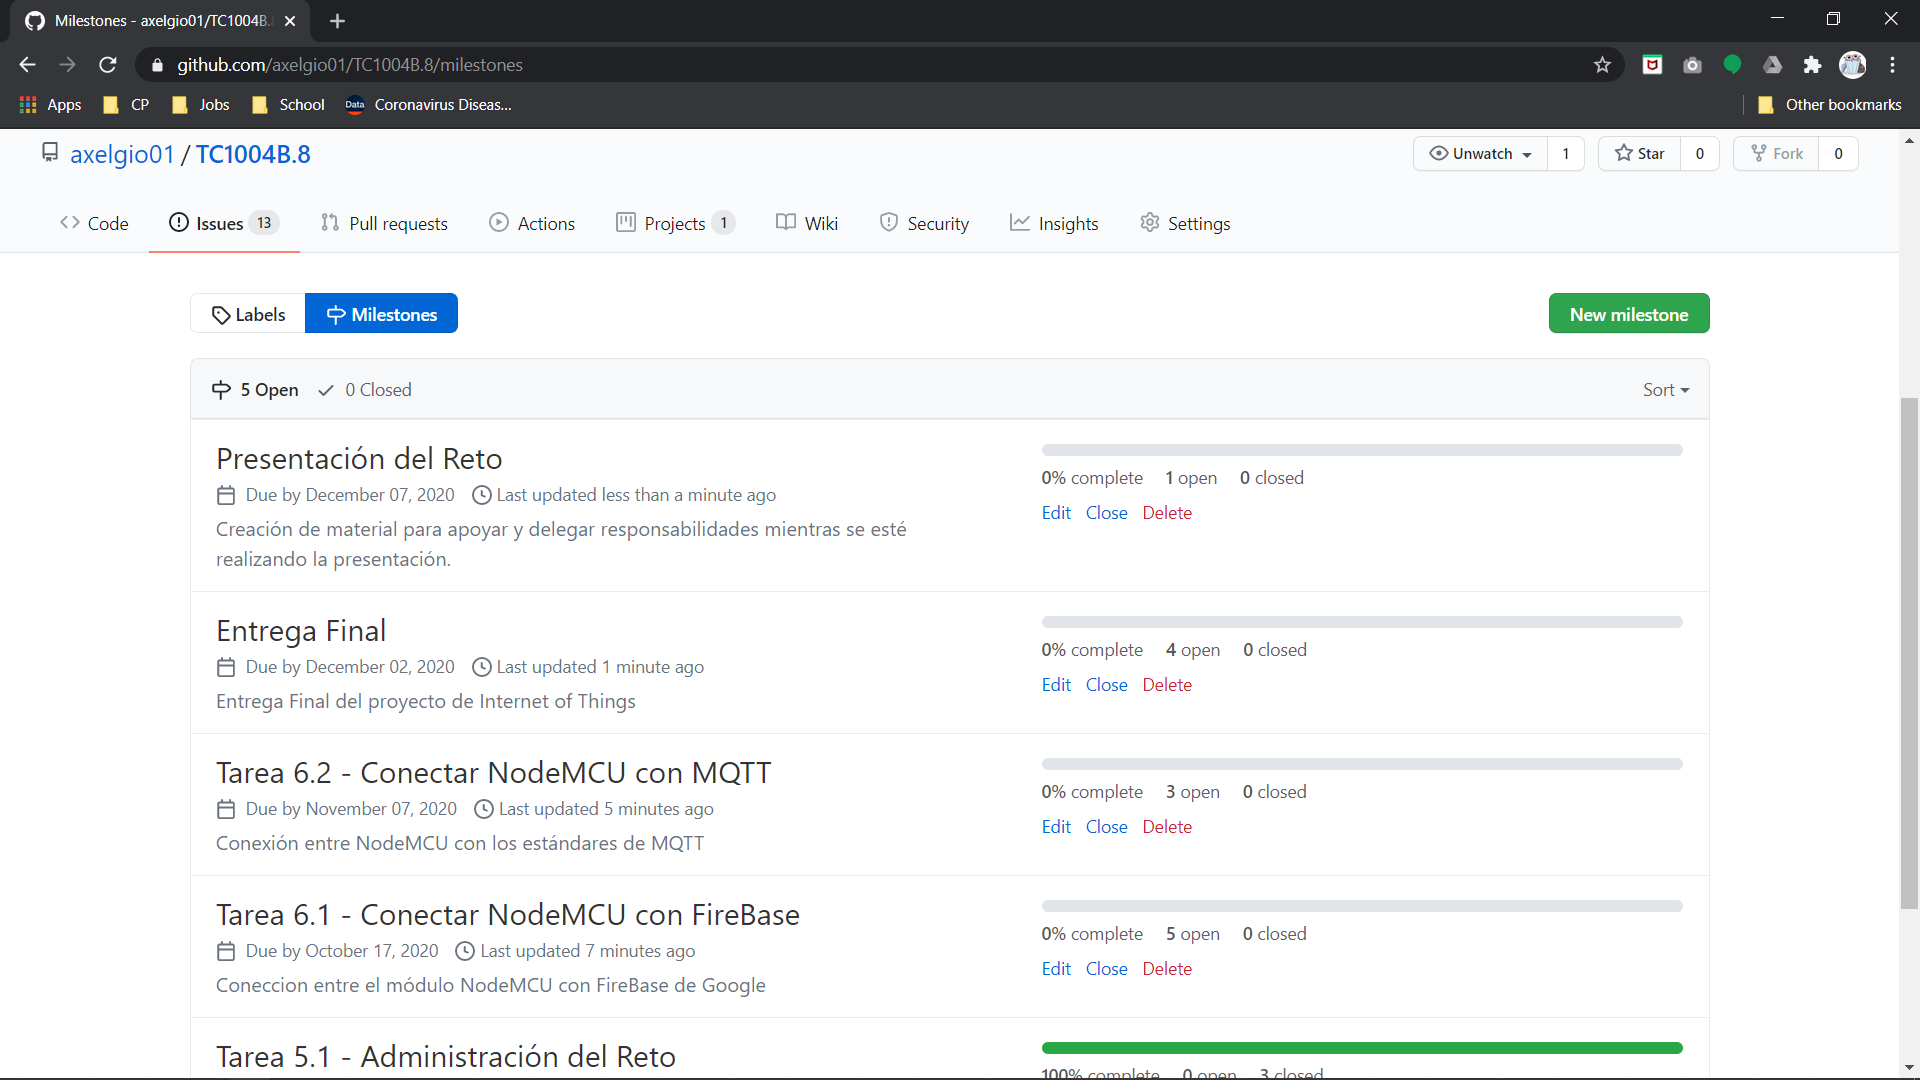 Milestones - axelgio01/TC1004B.
github.com/axelgio01/TC1004B.8/milestones
Apps CP Jobs School Data Coronavirus Diseas... Other bookmarks
axelgio01 / TC1004B.8 Unwatch 1 Star 0 Fork 0
Code Issues 13 Pull requests Actions Projects 1 Wiki Security Insights Settings
Labels Milestones New milestone
5 Open 0 Closed Sort
Presentación del Reto
Due by December 07, 2020 Last updated less than a minute ago
Creación de material para apoyar y delegar responsabilidades mientras se esté
realizando la presentación.
0% complete 1 open 0 closed
Edit Close Delete
Entrega Final
Due by December 02, 2020 Last updated 1 minute ago
Entrega Final del proyecto de Internet of Things
0% complete 4 open 0 closed
Edit Close Delete
Tarea 6.2 - Conectar NodeMCU con MQTT
Due by November 07, 2020 Last updated 5 minutes ago
Conexión entre NodeMCU con los estándares de MQTT
0% complete 3 open 0 closed
Edit Close Delete
Tarea 6.1 - Conectar NodeMCU con FireBase
Due by October 17, 2020 Last updated 7 minutes ago
Coneccion entre el módulo NodeMCU con FireBase de Google
0% complete 5 open 0 closed
Edit Close Delete
Tarea 5.1 - Administración del Reto
100% complete 0 open 3 closed